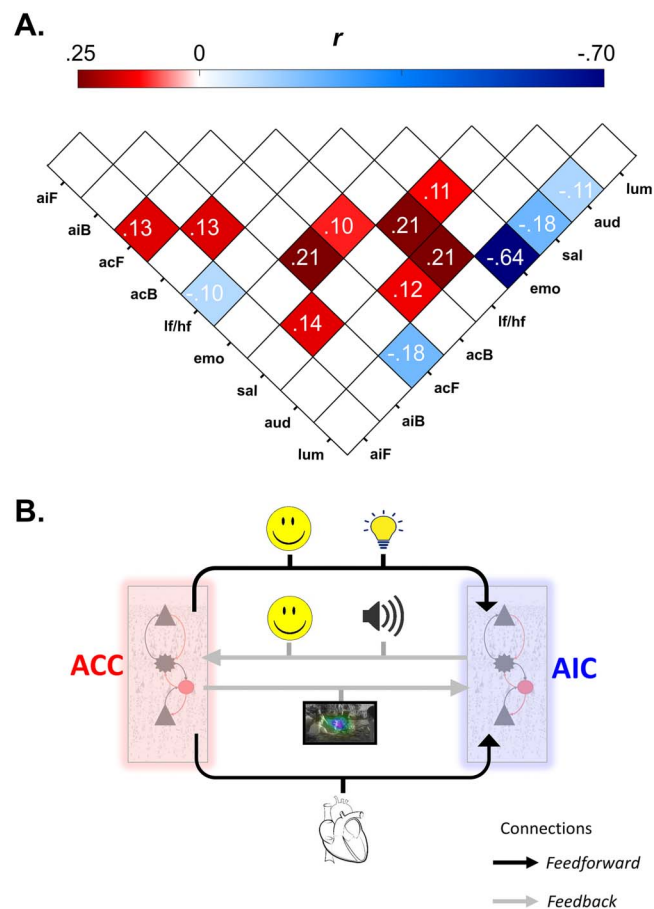 A.
r
.25 0 -.70
.11 -.11
.13 .13 .10 .21 -.18
.21 .21 -.64
-.10 .12
.14 -.18
aiF
aiB
acF
acB
lf/hf
emo
sal
aud
lum
lum
aud
sal
emo
lf/hf
acB
acF
aiB
aiF
B.
ACC
AIC
Connections
Feedforward
Feedback